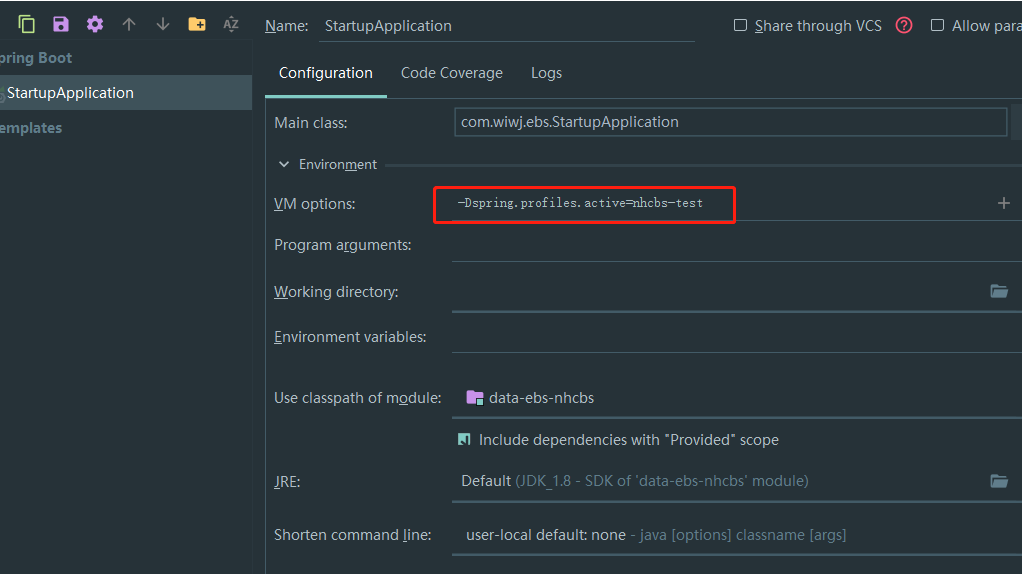 Name: StartupApplication
Share through VCS
Allow para
pring Boot
StartupApplication
emplates
Configuration
Code Coverage
Logs
Main class: com.wiwj.ebs.StartupApplication
Environment
VM options: -Dspring.profiles.active=nhcbs-test
Program arguments:
Working directory:
Environment variables:
Use classpath of module: data-ebs-nhcbs
Include dependencies with "Provided" scope
JRE: Default (JDK_1.8 - SDK of 'data-ebs-nhcbs' module)
Shorten command line: user-local default: none - java [options] classname [args]